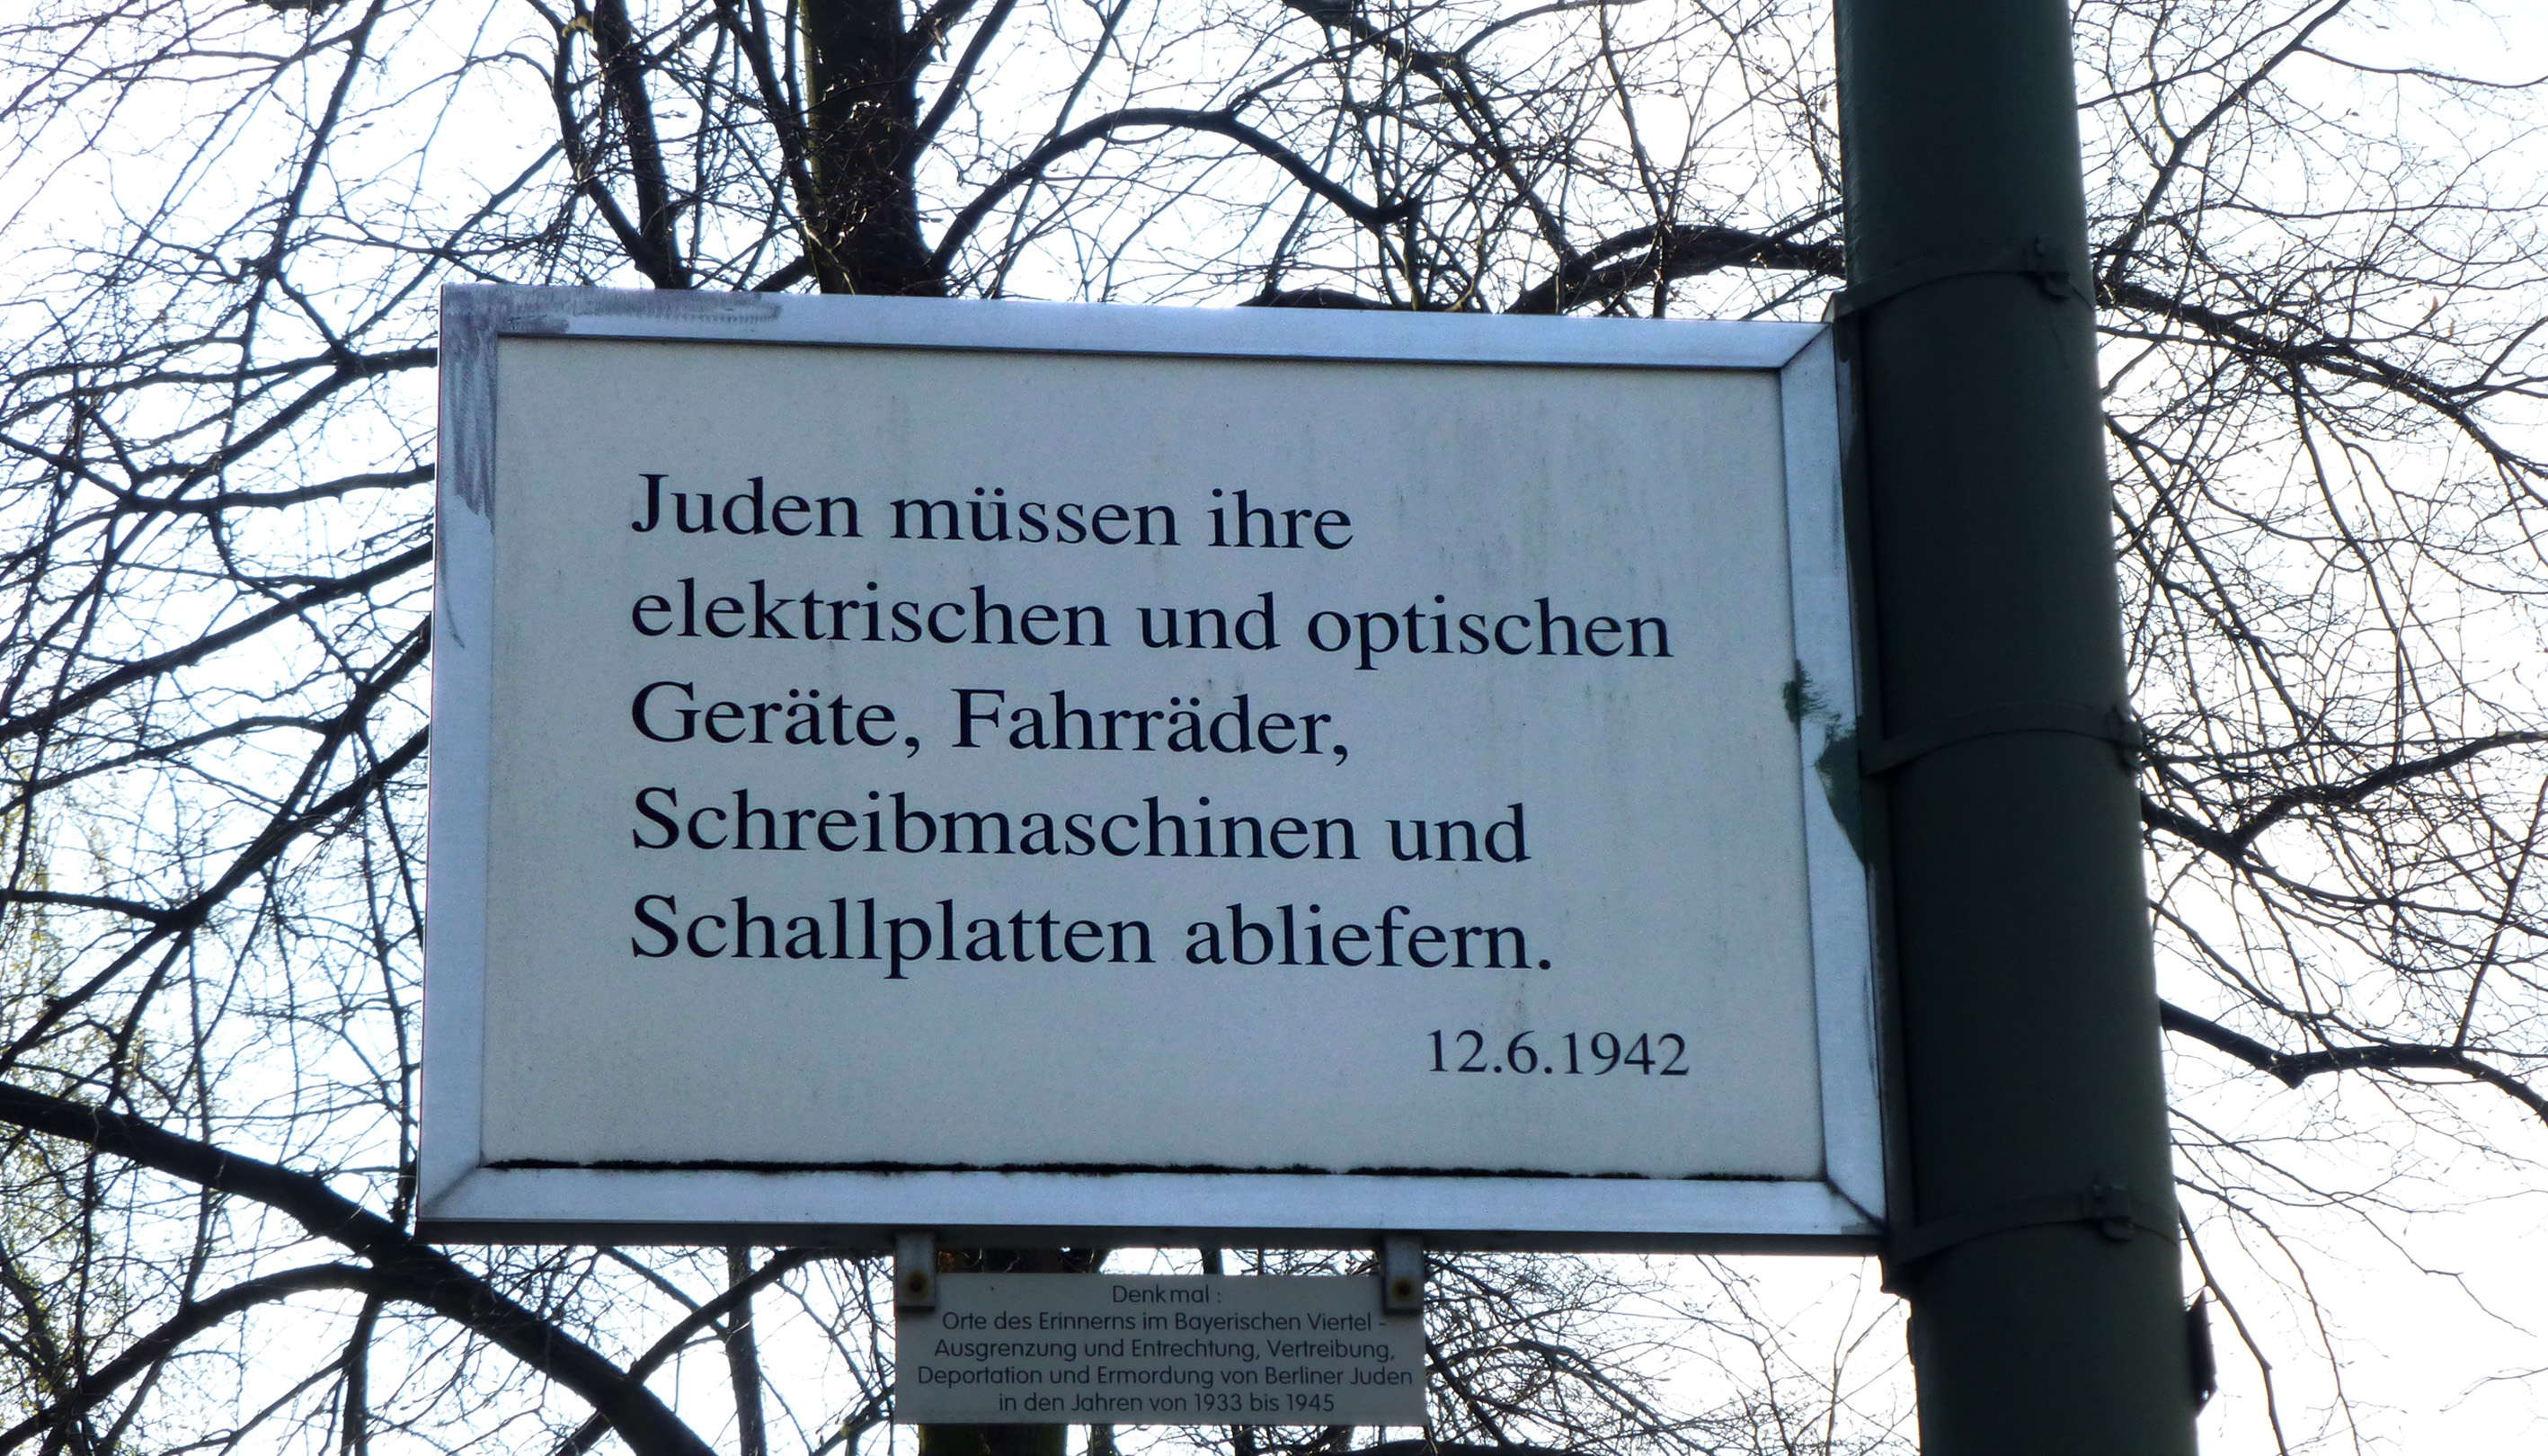 Juden müssen ihre
elektrischen und optischen
Geräte, Fahrräder,
Schreibmaschinen und
Schallplatten abliefern.
12.6.1942
Denkmal :
Orte des Erinnerns im Bayerischen Viertel -
Ausgrenzung und Entrechtung, Vertreibung,
Deportation und Ermordung von Berliner Juden
in den Jahren von 1933 bis 1945